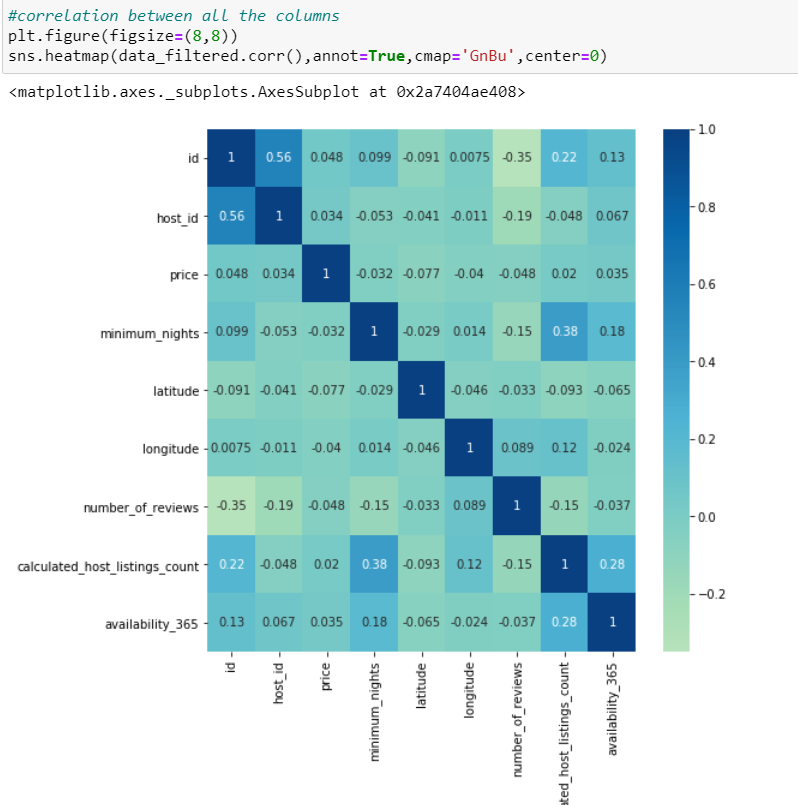 #correlation between all the columns
plt.figure(figsize=(8,8))
sns.heatmap(data_filtered.corr(),annot=True,cmap='GnBu',center=0)
<matplotlib.axes._subplots.AxesSubplot at 0x2a7404ae408>
id 1 0.56 0.048 0.099 -0.091 0.0075 -0.35 0.22 0.13
host_id 0.56 1 0.034 -0.053 -0.041 -0.011 -0.19 -0.048 0.067
price 0.048 0.034 1 -0.032 -0.077 -0.04 -0.048 0.02 0.035
minimum_nights 0.099 -0.053 -0.032 1 -0.029 0.014 -0.15 0.38 0.18
latitude -0.091 -0.041 -0.077 -0.029 1 -0.046 -0.033 -0.093 -0.065
longitude 0.0075 -0.011 -0.04 0.014 -0.046 1 0.089 0.12 -0.024
number_of_reviews -0.35 -0.19 -0.048 -0.15 -0.033 0.089 1 -0.15 -0.037
calculated_host_listings_count 0.22 -0.048 0.02 0.38 -0.093 0.12 -0.15 1 0.28
availability_365 0.13 0.067 0.035 0.18 -0.065 -0.024 -0.037 0.28 1
id
host_id
price
minimum_nights
latitude
longitude
number_of_reviews
ated_host_listings_count
availability_365
1.0
0.8
0.6
0.4
0.2
0.0
−0.2